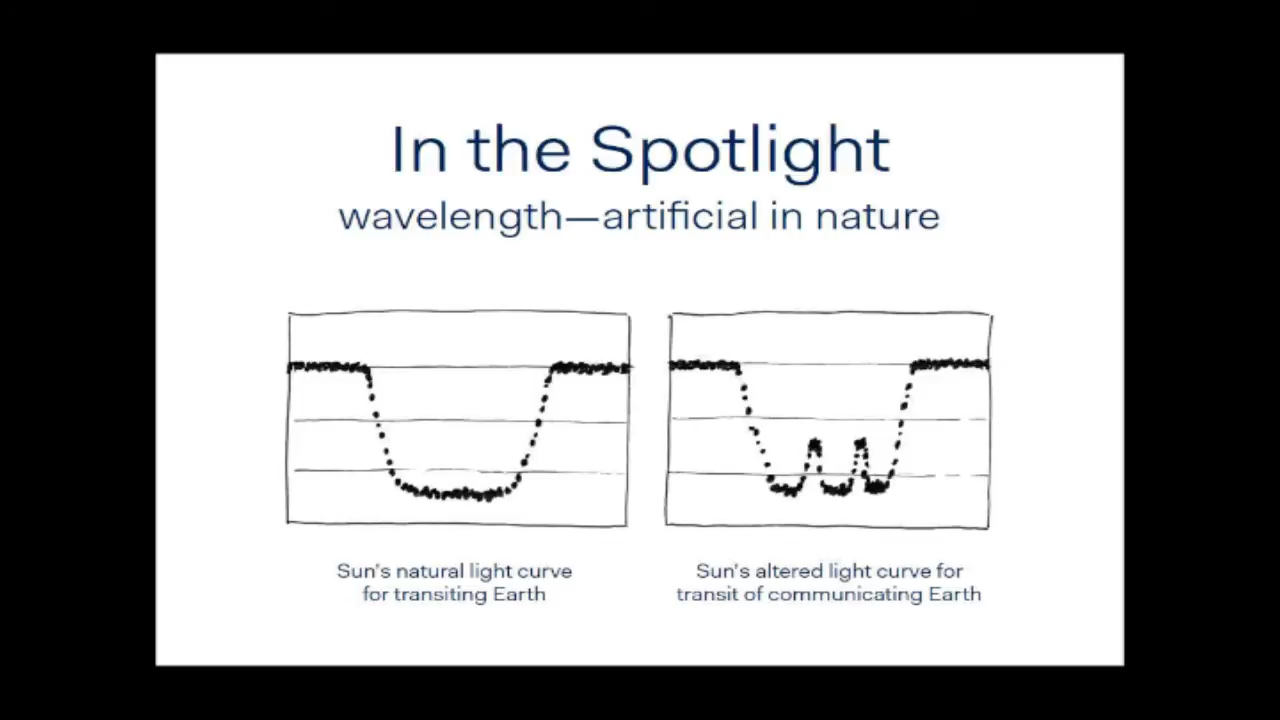 In the Spotlight
wavelength—artificial in nature
Sun's natural light curve
for transiting Earth
Sun's altered light curve for
transit of communicating Earth